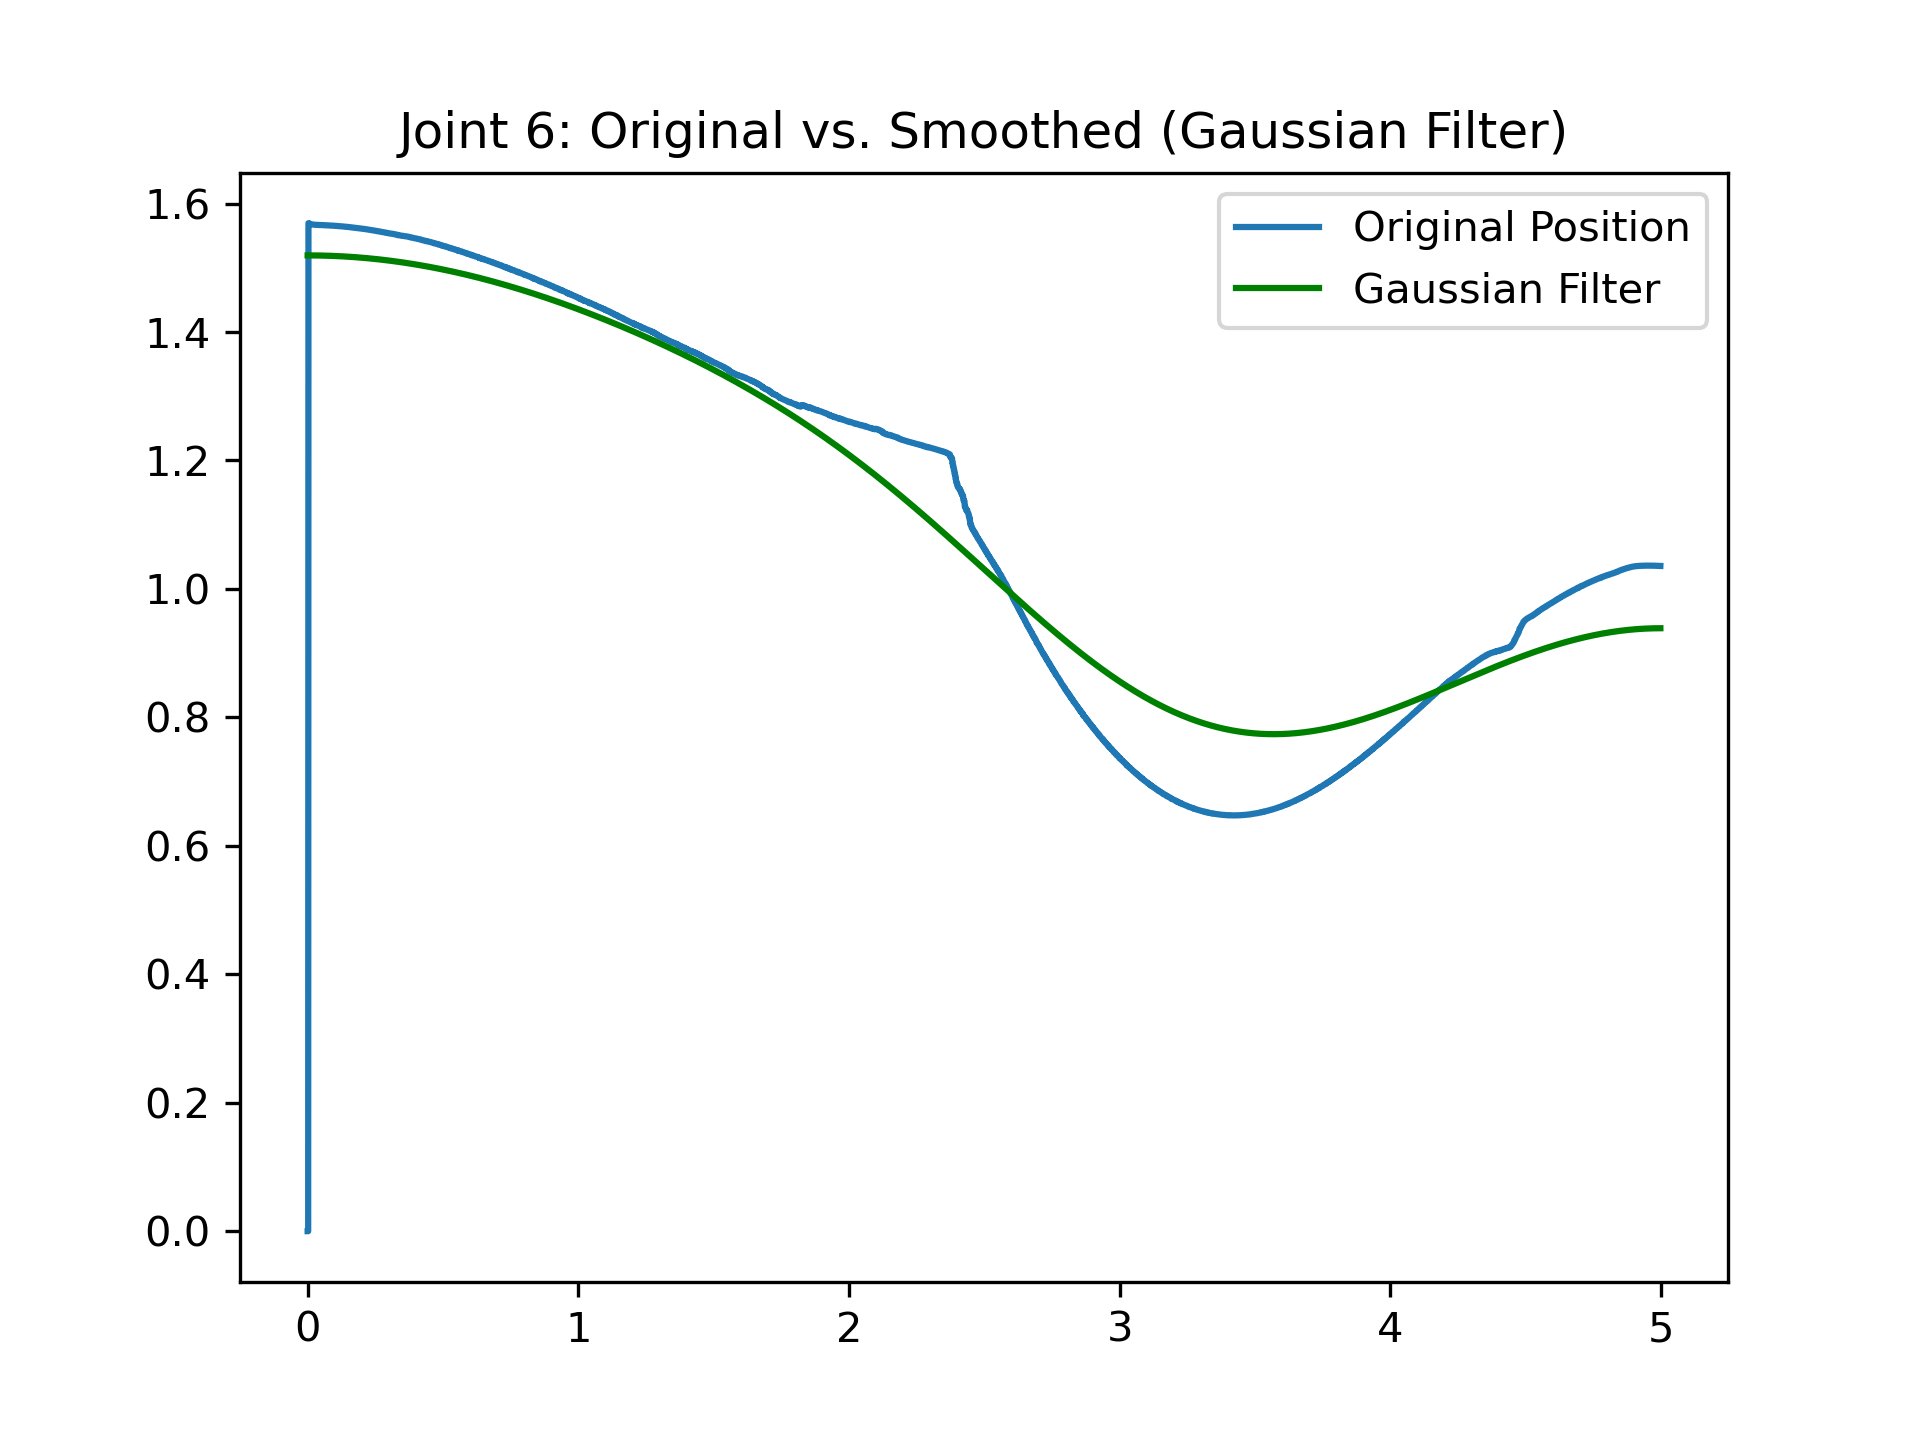 Joint 6: Original vs. Smoothed (Gaussian Filter)
Original Position
Gaussian Filter
1.6
1.4
1.2
1.0
0.8
0.6
0.4
0.2
0.0
0 1 2 3 4 5